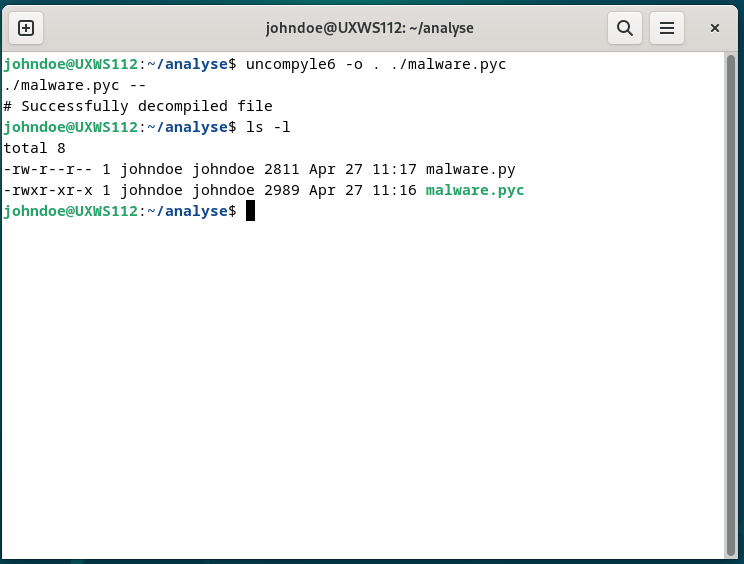 johndoe@UXWS112: ~/analyse
johndoe@UXWS112:~/analyse$ uncompyle6 -o . ./malware.pyc
./malware.pyc --
# Successfully decompiled file
johndoe@UXWS112:~/analyse$ ls -l
total 8
-rw-r--r-- 1 johndoe johndoe 2811 Apr 27 11:17 malware.py
-rwxr-xr-x 1 johndoe johndoe 2989 Apr 27 11:16 malware.pyc
johndoe@UXWS112:~/analyse$